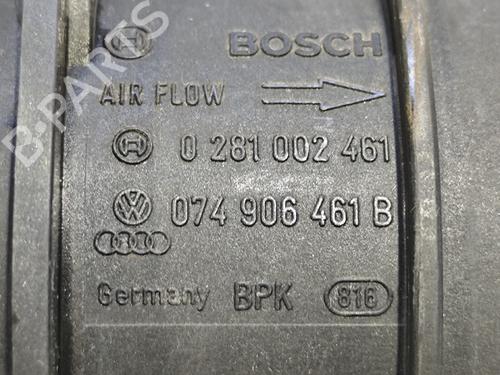 BOSCH
AIR FLOW
0 281 002 461
074 906 461 B
Germany BPK 816
B-PARTS